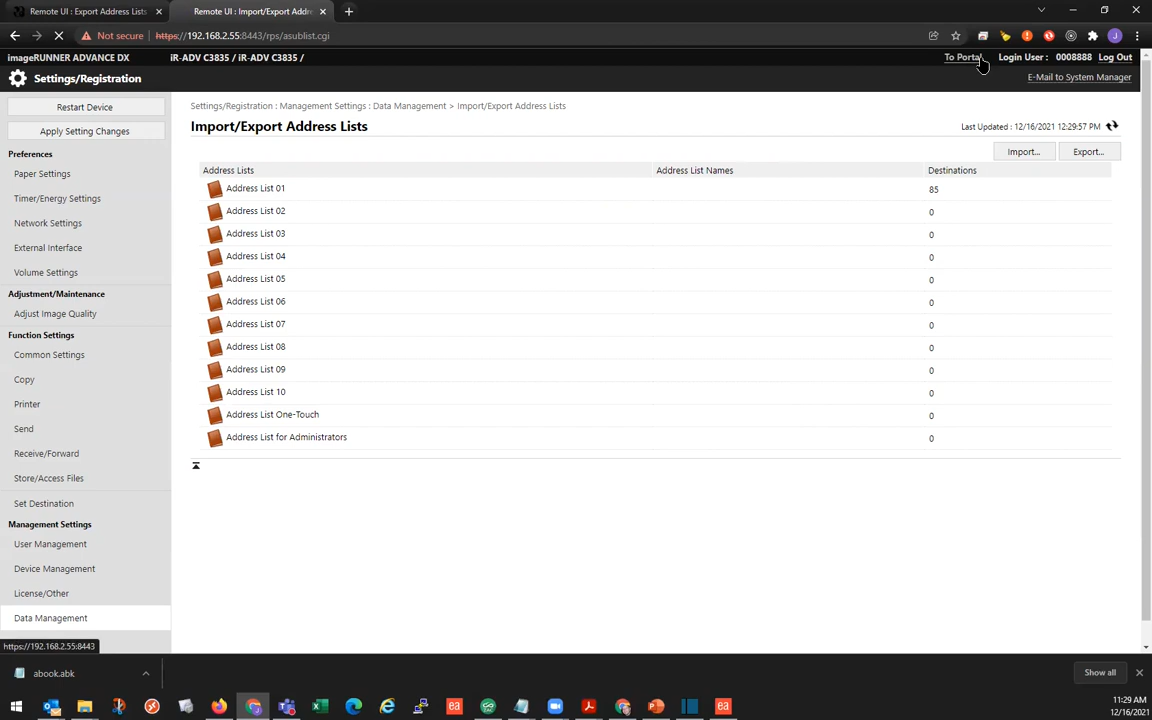 Remote UI : Export Address Lists
Remote UI : Import/Export Addr
Not secure
https://192.168.2.55:8443/rps/asublist.cgi
J
imageRUNNER ADVANCE DX
iR-ADV C3835 / iR-ADV C3835 /
To Portal
Login User : 0008888
Log Out
Settings/Registration
E-Mail to System Manager
Restart Device
Apply Setting Changes
Preferences
Paper Settings
Timer/Energy Settings
Network Settings
External Interface
Volume Settings
Adjustment/Maintenance
Adjust Image Quality
Function Settings
Common Settings
Copy
Printer
Send
Receive/Forward
Store/Access Files
Set Destination
Management Settings
User Management
Device Management
License/Other
Data Management
Settings/Registration : Management Settings : Data Management > Import/Export Address Lists
Import/Export Address Lists
Last Updated : 12/16/2021 12:29:57 PM
Import...
Export...
Address Lists Address List Names Destinations
Address List 01 85
Address List 02 0
Address List 03 0
Address List 04 0
Address List 05 0
Address List 06 0
Address List 07 0
Address List 08 0
Address List 09 0
Address List 10 0
Address List One-Touch 0
Address List for Administrators 0
https://192.168.2.55:8443
abook.abk
Show all
ea
ea
11:29 AM
12/16/2021